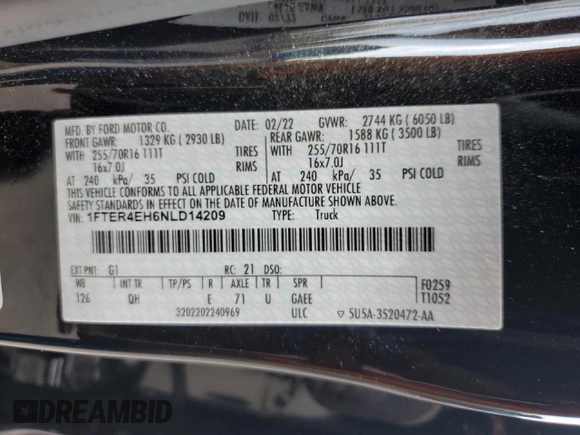 MFD. BY FORD MOTOR CO. DATE: 02/22 GVWR: 2744 KG ( 6050 LB)
FRONT GAWR: 1329 KG ( 2930 LB) REAR GAWR: 1588 KG ( 3500 LB)
WITH 255/70R16 111T TIRES WITH 255/70R16 111T TIRES
16x7.0J RIMS 16x7.0J RIMS
AT 240 kPa/ 35 PSI COLD AT 240 kPa/ 35 PSI COLD
THIS VEHICLE CONFORMS TO ALL APPLICABLE FEDERAL MOTOR VEHICLE
SAFETY STANDARDS IN EFFECT ON THE DATE OF MANUFACTURE SHOWN ABOVE.
VIN: 1FTER4EH6NLD14209 TYPE: Truck
EXT PNT: G1 RC: 21 DSO: F0259
WB INT TR TP/PS R AXLE TR SPR T1052
126 QH E 71 U GAEE
3202202240969 ULC 5U5A-3520472-AA
DREAMBID